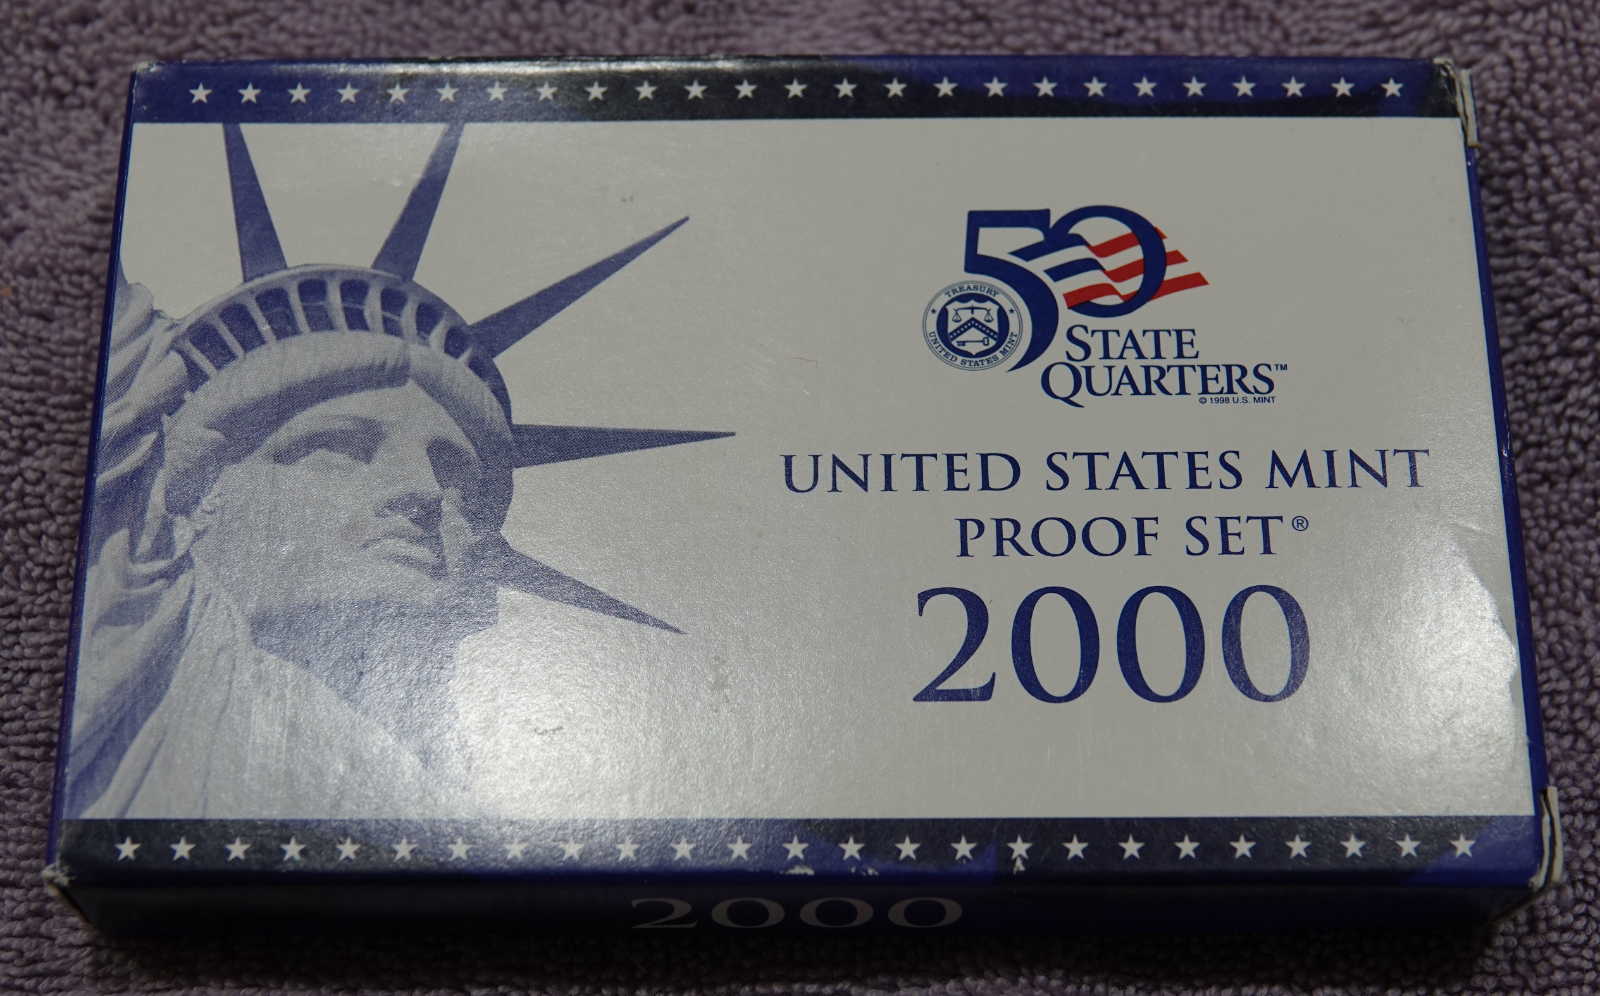 50
TREASURY
UNITED STATES MINT
STATE
QUARTERS™
© 1998 U.S. MINT
UNITED STATES MINT
PROOF SET®
2000
2000